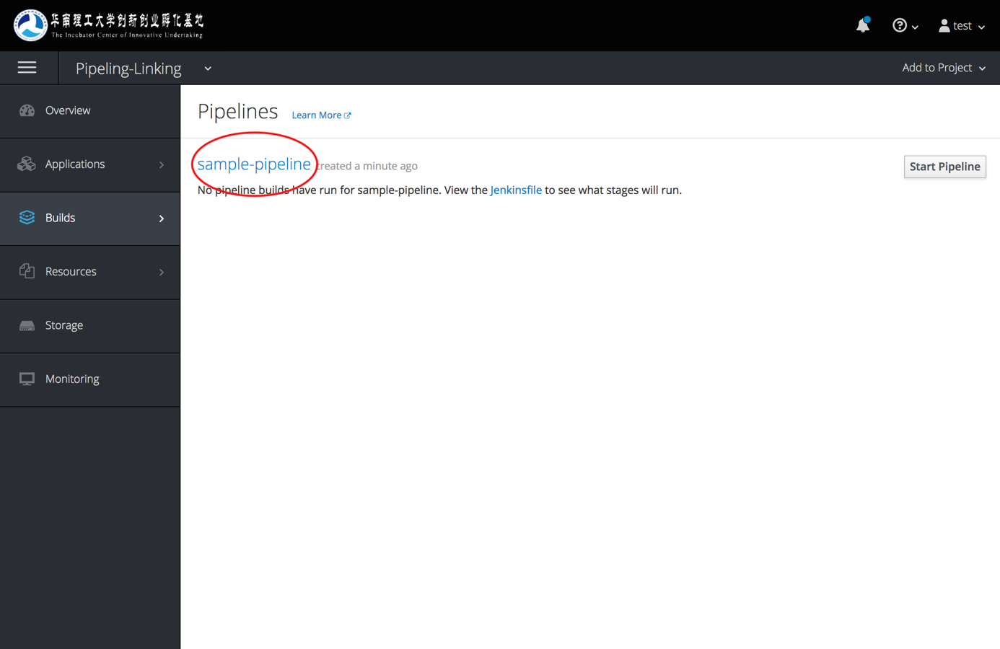 华南理工大学创新创业孵化基地
The Incubator Center of Innovative Undertaking
test
Pipeling-Linking
Add to Project
Overview
Applications
Builds
Resources
Storage
Monitoring
Pipelines Learn More
sample-pipeline created a minute ago
Start Pipeline
No pipeline builds have run for sample-pipeline. View the Jenkinsfile to see what stages will run.